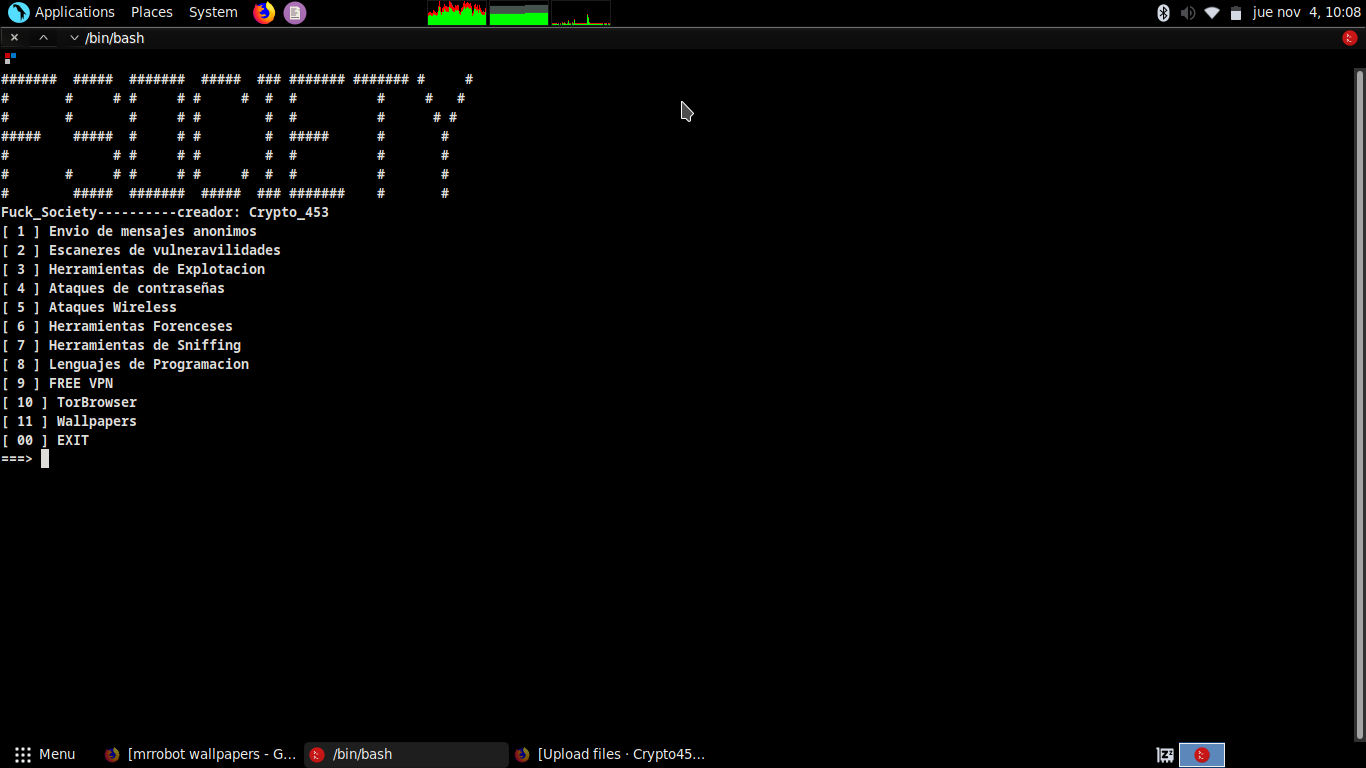 Applications Places System jue nov 4, 10:08
/bin/bash
FSOCIETY
Fuck_Society----------creador: Crypto_453
[ 1 ] Envio de mensajes anonimos
[ 2 ] Escaneres de vulneravilidades
[ 3 ] Herramientas de Explotacion
[ 4 ] Ataques de contraseñas
[ 5 ] Ataques Wireless
[ 6 ] Herramientas Forenceses
[ 7 ] Herramientas de Sniffing
[ 8 ] Lenguajes de Programacion
[ 9 ] FREE VPN
[ 10 ] TorBrowser
[ 11 ] Wallpapers
[ 00 ] EXIT
===>
Menu [mrrobot wallpapers - G... /bin/bash [Upload files · Crypto45...